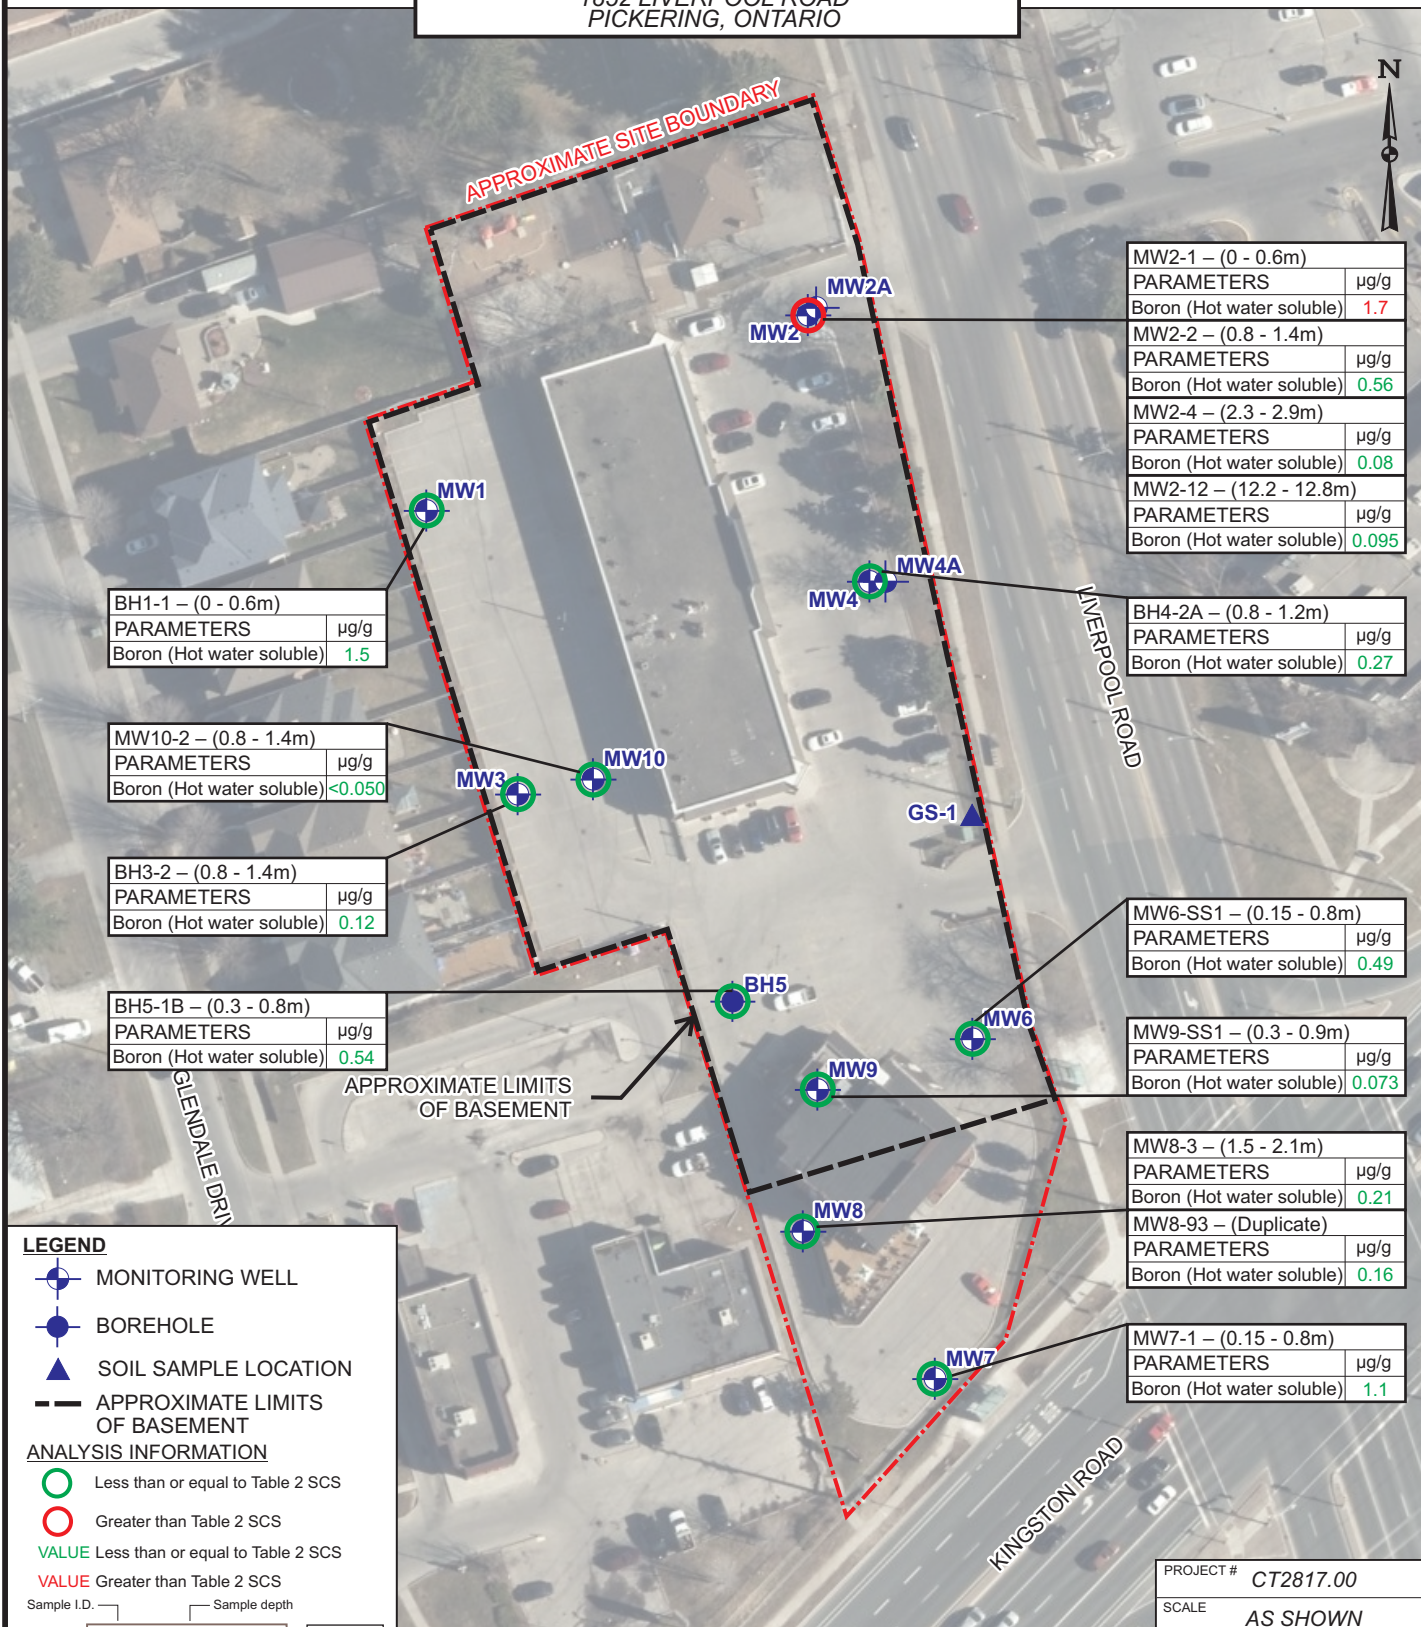 1852 LIVERPOOL ROAD
PICKERING, ONTARIO
N
APPROXIMATE SITE BOUNDARY
MW2A
MW2
MW2-1 – (0 - 0.6m)
PARAMETERS µg/g
Boron (Hot water soluble) 1.7
MW2-2 – (0.8 - 1.4m)
PARAMETERS µg/g
Boron (Hot water soluble) 0.56
MW2-4 – (2.3 - 2.9m)
PARAMETERS µg/g
Boron (Hot water soluble) 0.08
MW2-12 – (12.2 - 12.8m)
PARAMETERS µg/g
Boron (Hot water soluble) 0.095
MW1
MW4A
MW4
BH1-1 – (0 - 0.6m)
PARAMETERS µg/g
Boron (Hot water soluble) 1.5
BH4-2A – (0.8 - 1.2m)
PARAMETERS µg/g
Boron (Hot water soluble) 0.27
LIVERPOOL ROAD
MW10-2 – (0.8 - 1.4m)
PARAMETERS µg/g
Boron (Hot water soluble) <0.050
MW10
MW3
GS-1
BH3-2 – (0.8 - 1.4m)
PARAMETERS µg/g
Boron (Hot water soluble) 0.12
MW6-SS1 – (0.15 - 0.8m)
PARAMETERS µg/g
Boron (Hot water soluble) 0.49
BH5
BH5-1B – (0.3 - 0.8m)
PARAMETERS µg/g
Boron (Hot water soluble) 0.54
MW6
MW9-SS1 – (0.3 - 0.9m)
PARAMETERS µg/g
Boron (Hot water soluble) 0.073
MW9
APPROXIMATE LIMITS
OF BASEMENT
GLENDALE DRIV
MW8-3 – (1.5 - 2.1m)
PARAMETERS µg/g
Boron (Hot water soluble) 0.21
MW8-93 – (Duplicate)
PARAMETERS µg/g
Boron (Hot water soluble) 0.16
MW8
MW7-1 – (0.15 - 0.8m)
PARAMETERS µg/g
Boron (Hot water soluble) 1.1
MW7
KINGSTON ROAD
LEGEND
MONITORING WELL
BOREHOLE
SOIL SAMPLE LOCATION
APPROXIMATE LIMITS
OF BASEMENT
ANALYSIS INFORMATION
Less than or equal to Table 2 SCS
Greater than Table 2 SCS
VALUE Less than or equal to Table 2 SCS
VALUE Greater than Table 2 SCS
Sample I.D. Sample depth
PROJECT # CT2817.00
SCALE AS SHOWN